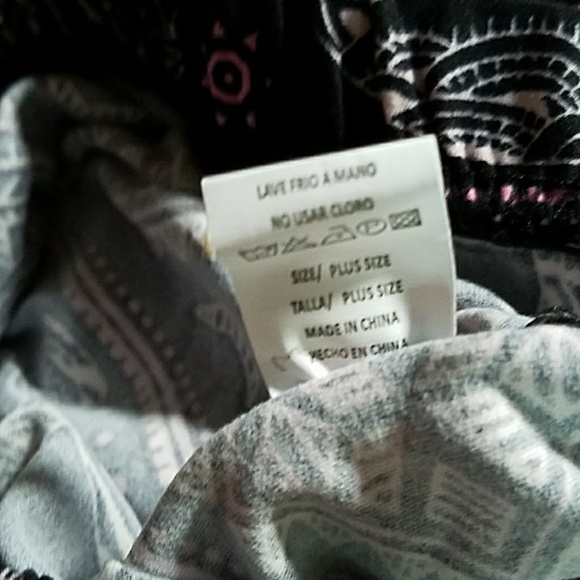 LAVE FRIO A MANO
NO USAR CLORO
SIZE/ PLUS SIZE
TALLA/ PLUS SIZE
MADE IN CHINA
HECHO EN CHINA